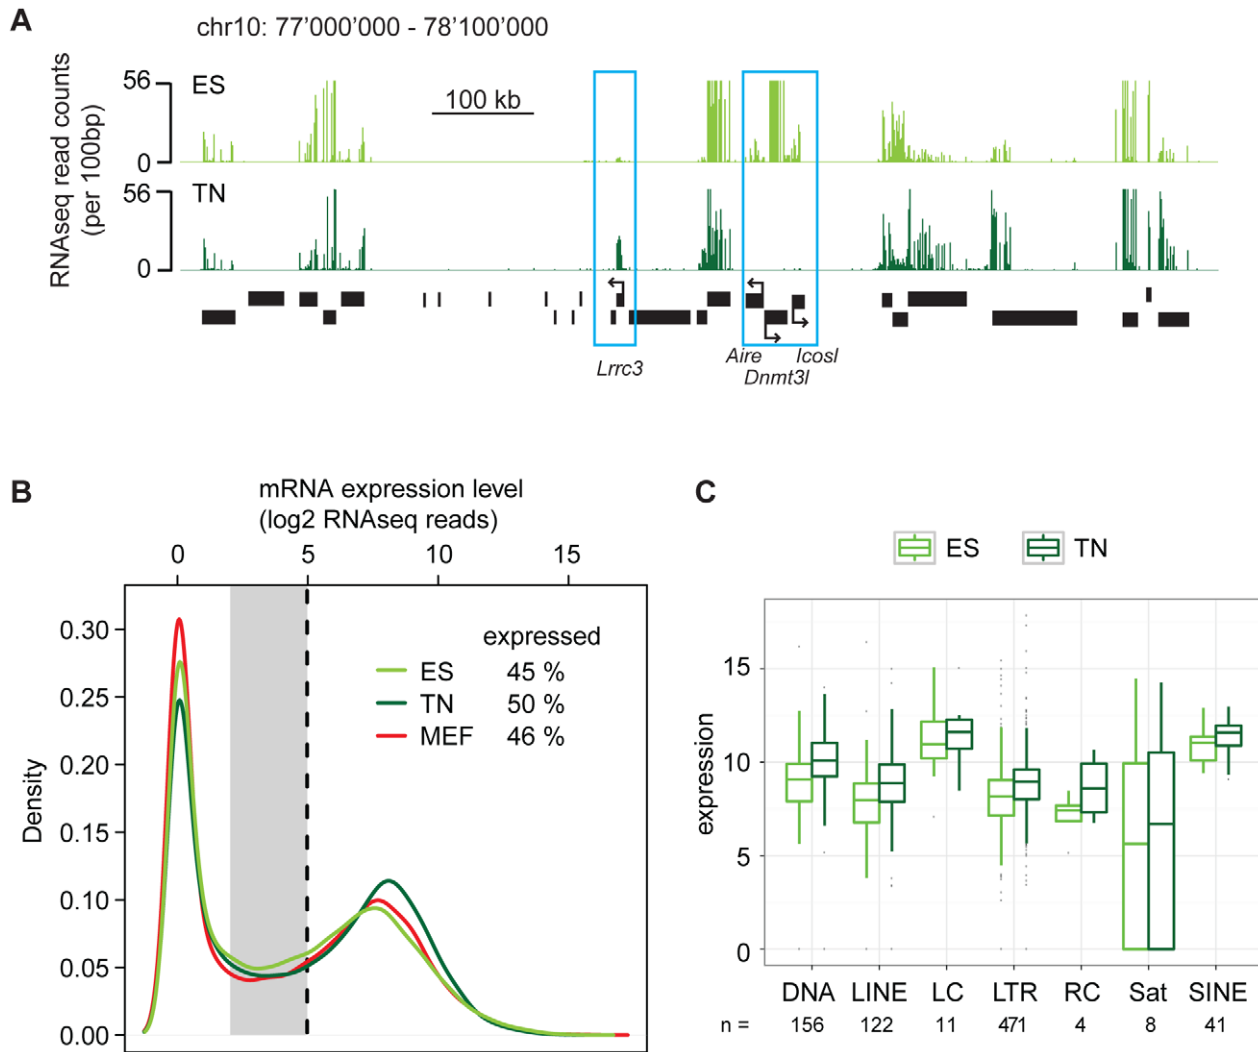 A
chr10: 77’000’000 - 78’100’000
RNAseq read counts
(per 100bp)
56
ES
0
100 kb
56
TN
0
Lrrc3
Aire
Icosl
Dnmt3l
B
mRNA expression level
(log2 RNAseq reads)
0 5 10 15
expressed
ES 45 %
TN 50 %
MEF 46 %
Density
0.30
0.25
0.20
0.15
0.10
0.05
0.00
C
ES TN
expression
15
10
5
0
DNA LINE LC LTR RC Sat SINE
n = 156 122 11 471 4 8 41